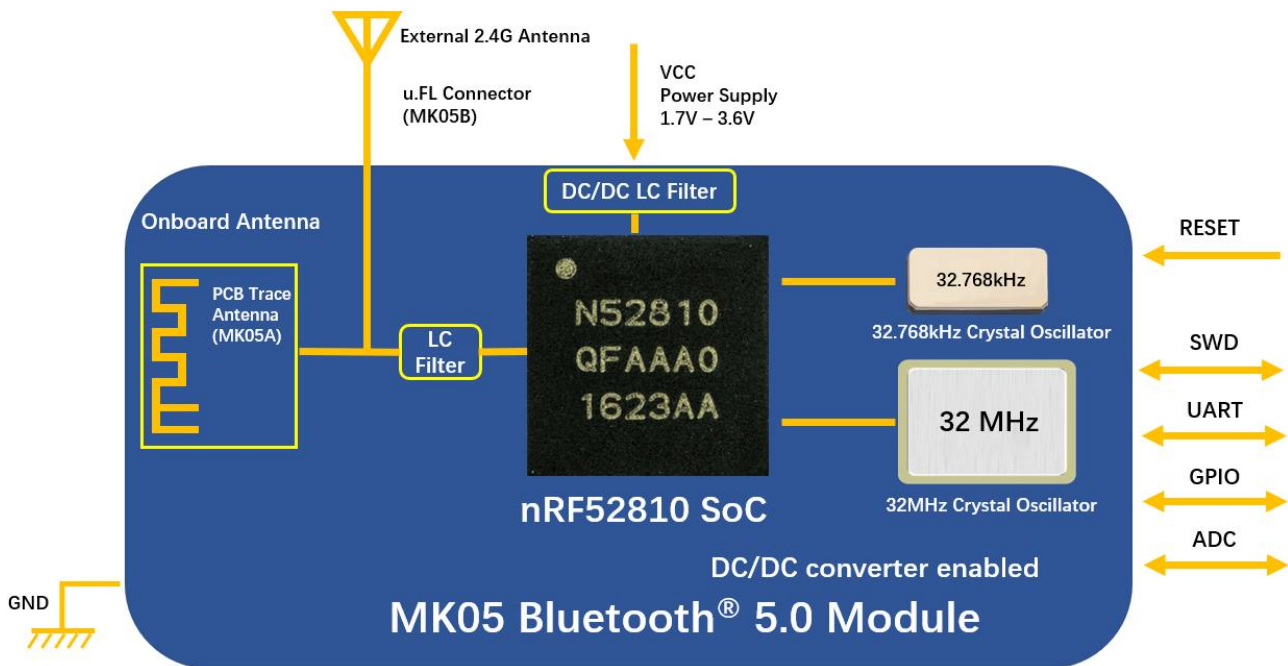 External 2.4G Antenna
u.FL Connector
(MK05B)
VCC
Power Supply
1.7V – 3.6V
DC/DC LC Filter
Onboard Antenna
PCB Trace
Antenna
(MK05A)
LC
Filter
N52810
QFAAA0
1623AA
nRF52810 SoC
32.768kHz
32.768kHz Crystal Oscillator
32 MHz
32MHz Crystal Oscillator
RESET
SWD
UART
GPIO
ADC
DC/DC converter enabled
GND
MK05 Bluetooth® 5.0 Module